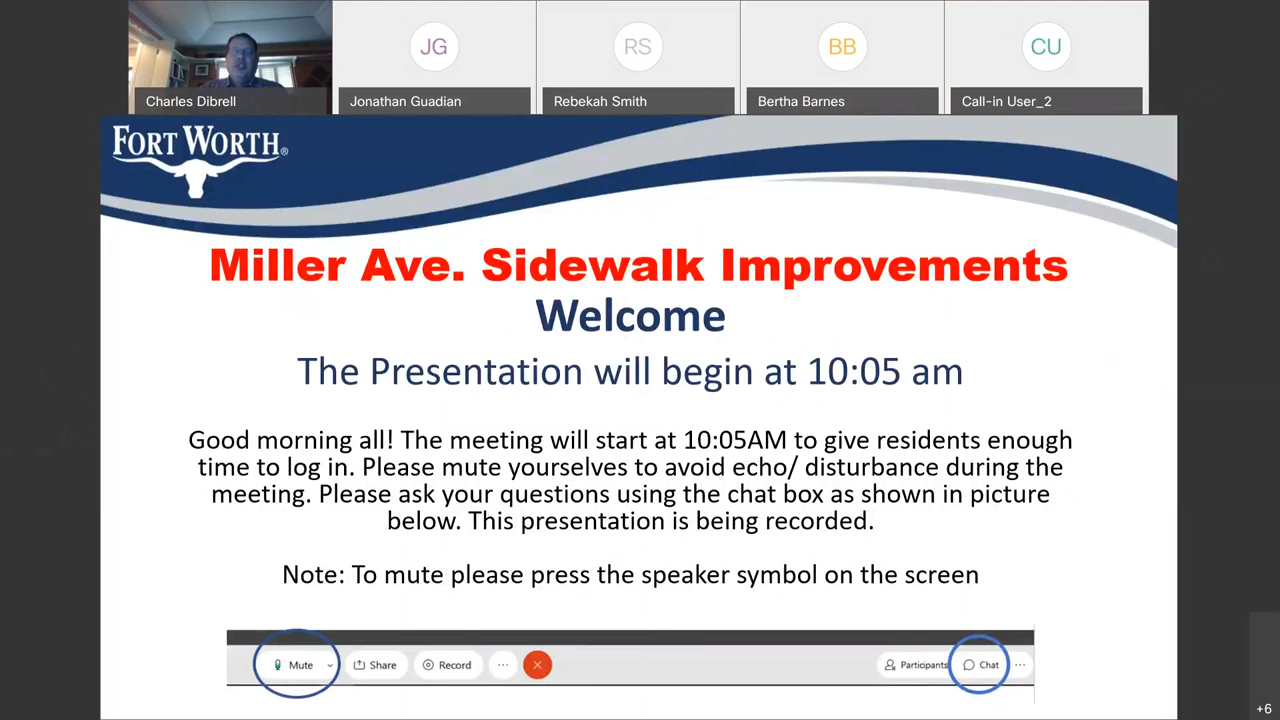 JG
RS
BB
CU
Charles Dibrell
Jonathan Guadian
Rebekah Smith
Bertha Barnes
Call-in User_2
FORT WORTH®
Miller Ave. Sidewalk Improvements
Welcome
The Presentation will begin at 10:05 am
Good morning all! The meeting will start at 10:05AM to give residents enough
time to log in. Please mute yourselves to avoid echo/ disturbance during the
meeting. Please ask your questions using the chat box as shown in picture
below. This presentation is being recorded.
Note: To mute please press the speaker symbol on the screen
Mute
Share
Record
...
Participants
Chat
...
+6